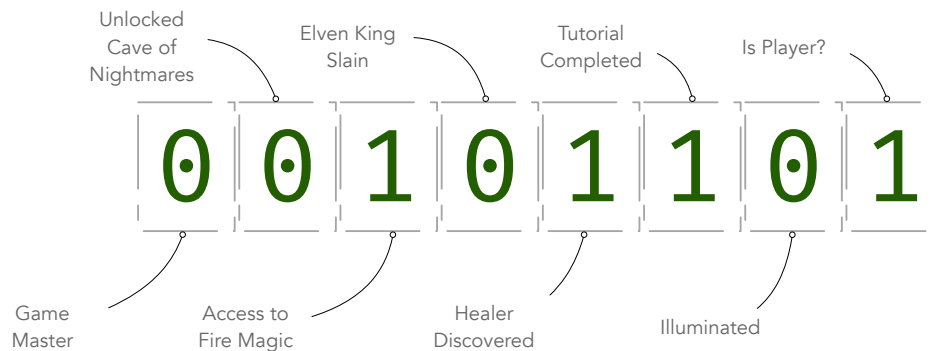 Unlocked
Cave of
Nightmares
Elven King
Slain
Tutorial
Completed
Is Player?
0 0 1 0 1 1 0 1
Game
Master
Access to
Fire Magic
Healer
Discovered
Illuminated